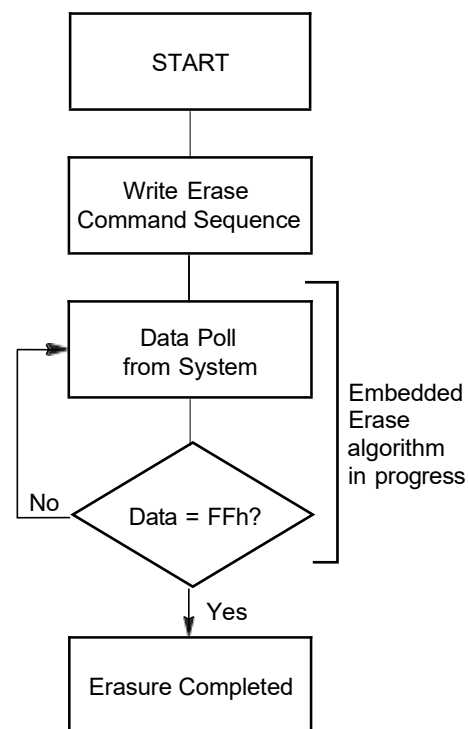 START
Write Erase
Command Sequence
Data Poll
from System
Embedded
Erase
algorithm
in progress
No
Data = FFh?
Yes
Erasure Completed